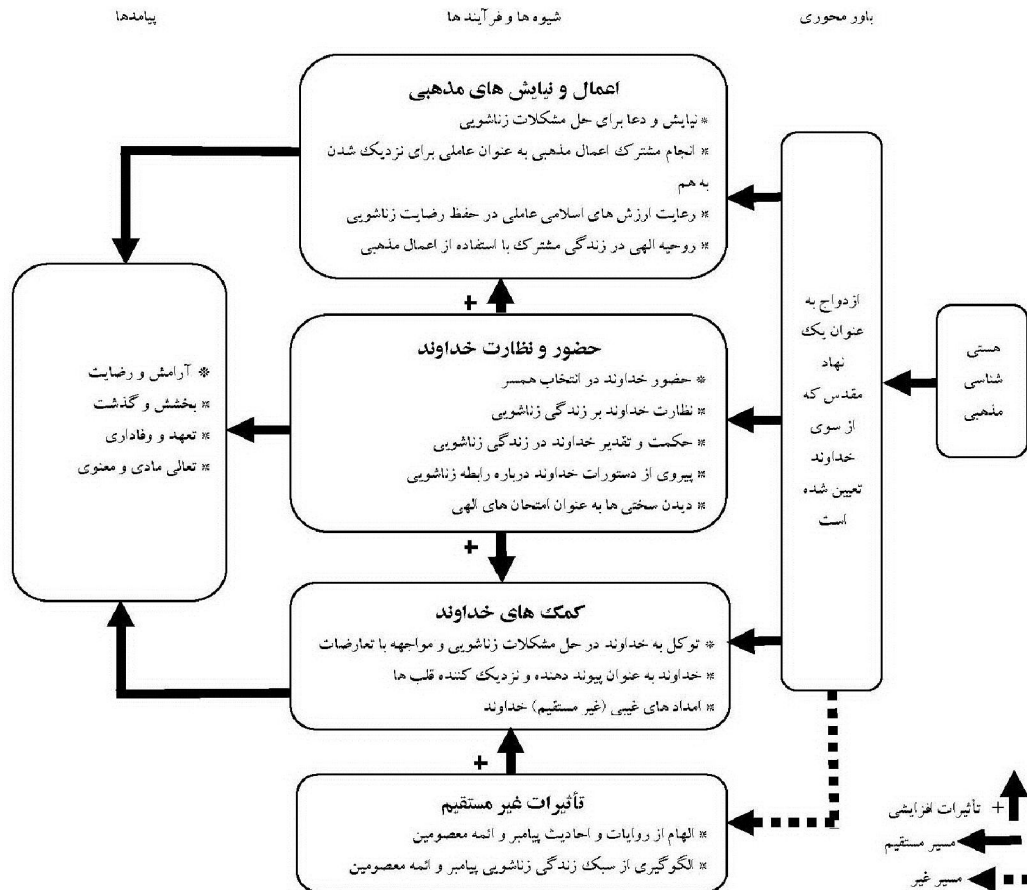 باور محوری
شیوه ها و فرآیند ها
پیامدها
هستی
شناسی
مذهبی
ازدواج به
عنوان یک
نهاد
مقدس که
از سوی
خداوند
تعیین شده
است
اعمال و نیایش های مذهبی
* نیایش و دعا برای حل مشکلات زناشویی
* انجام مشترک اعمال مذهبی به عنوان عاملی برای نزدیک شدن
به هم
* رعایت ارزش های اسلامی عاملی در حفظ رضایت زناشویی
* روحیه الهی در زندگی مشترک با استفاده از اعمال مذهبی
+
حضور و نظارت خداوند
* حضور خداوند در انتخاب همسر
* نظارت خداوند بر زندگی زناشویی
* حکمت و تقدیر خداوند در زندگی زناشویی
* پیروی از دستورات خداوند درباره رابطه زناشویی
* دیدن سختی ها به عنوان امتحان های الهی
+
کمک های خداوند
* توکل به خداوند در حل مشکلات زناشویی و مواجهه با تعارضات
* خداوند به عنوان پیوند دهنده و نزدیک کننده قلب ها
* امداد های غیبی (غیر مستقیم) خداوند
+
تأثیرات غیر مستقیم
* الهام از روایات و احادیث پیامبر و ائمه معصومین
* الگوگیری از سبک زندگی زناشویی پیامبر و ائمه معصومین
* آرامش و رضایت
* بخشش و گذشت
* تعهد و وفاداری
* تعالی مادی و معنوی
+ تأثیرات افزایشی
مسیر مستقیم
مسیر غیر